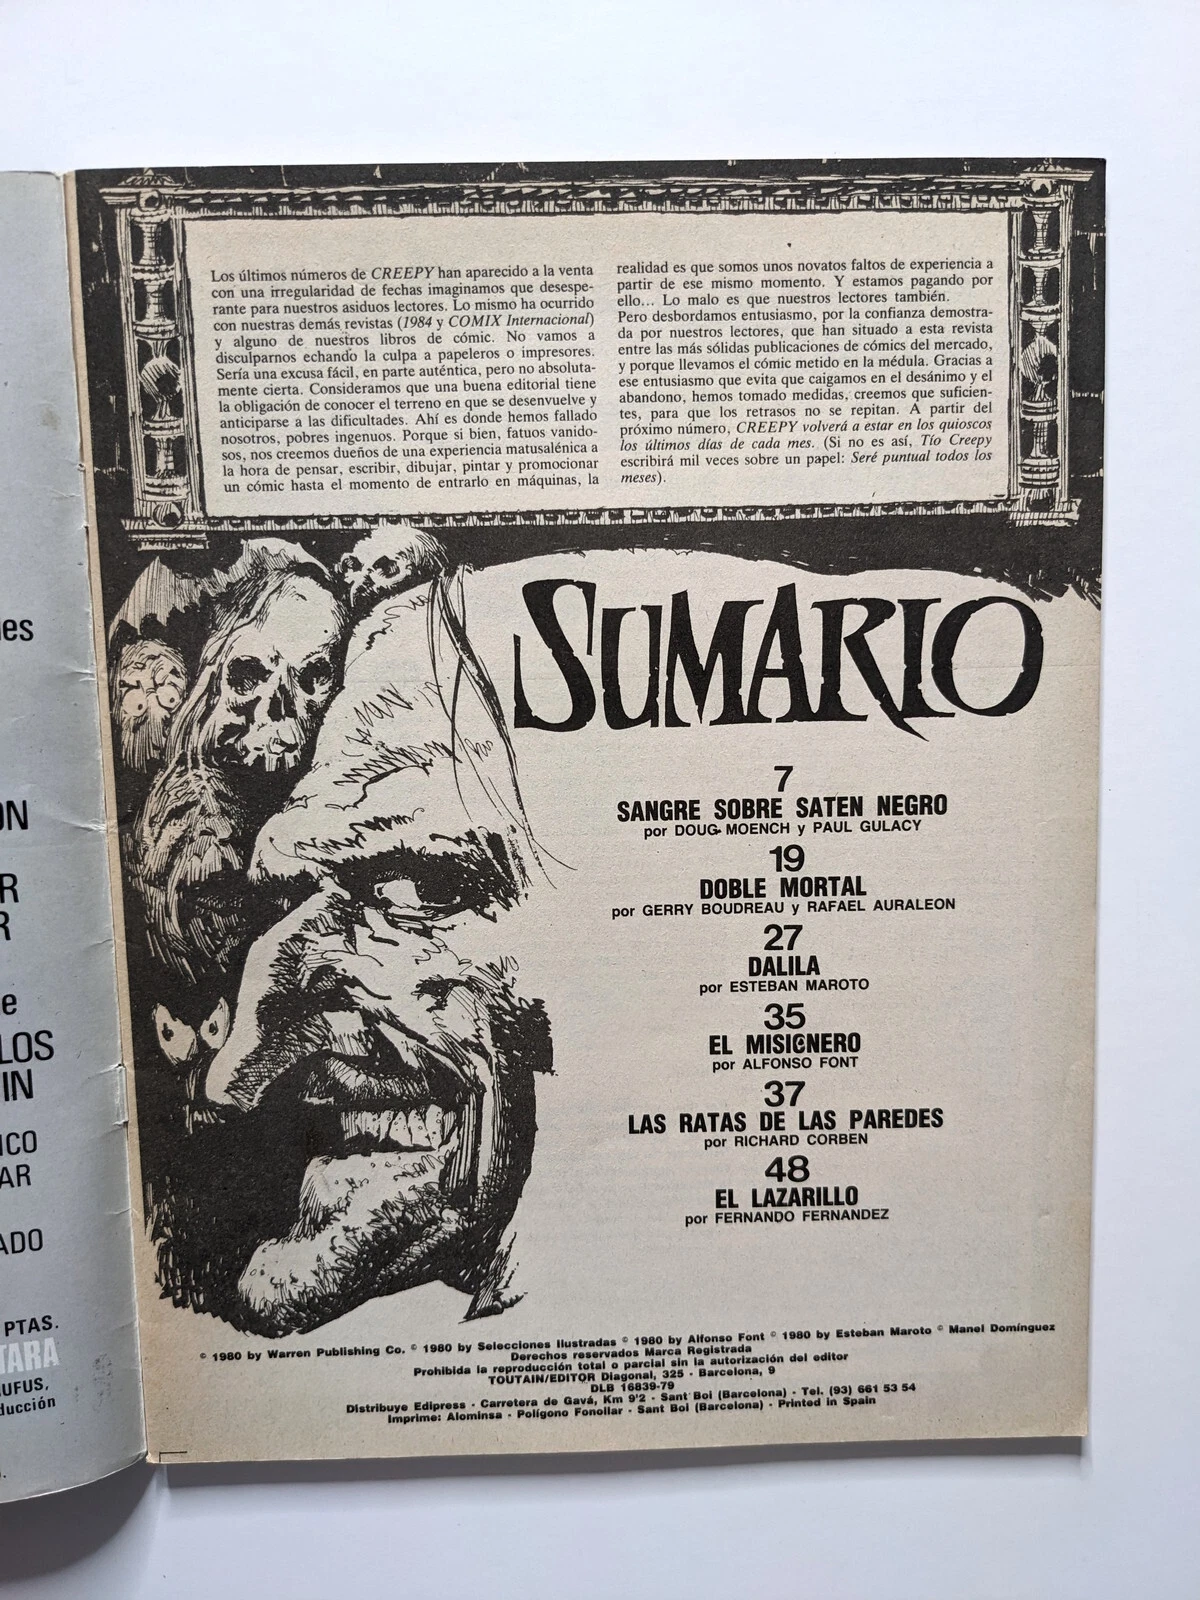 Los últimos números de CREEPY han aparecido a la venta
con una irregularidad de fechas imaginamos que desespe-
rante para nuestros asiduos lectores. Lo mismo ha ocurrido
con nuestras demás revistas (1984 y COMIX Internacional)
y alguno de nuestros libros de cómic. No vamos a
disculparnos echando la culpa a papeleros o impresores.
Sería una excusa fácil, en parte auténtica, pero no absoluta-
mente cierta. Consideramos que una buena editorial tiene
la obligación de conocer el terreno en que se desenvuelve y
anticiparse a las dificultades. Ahí es donde hemos fallado
nosotros, pobres ingenuos. Porque si bien, fatuos vanido-
sos, nos creemos dueños de una experiencia matusalénica a
la hora de pensar, escribir, dibujar, pintar y promocionar
un cómic hasta el momento de entrarlo en máquinas, la
realidad es que somos unos novatos faltos de experiencia a
partir de ese mismo momento. Y estamos pagando por
ello... Lo malo es que nuestros lectores también.
Pero desbordamos entusiasmo, por la confianza demostra-
da por nuestros lectores, que han situado a esta revista
entre las más sólidas publicaciones de cómics del mercado,
y porque llevamos el cómic metido en la médula. Gracias a
ese entusiasmo que evita que caigamos en el desánimo y el
abandono, hemos tomado medidas, creemos que suficien-
tes, para que los retrasos no se repitan. A partir del
próximo número, CREEPY volverá a estar en los quioscos
los últimos días de cada mes. (Si no es así, Tío Creepy
escribirá mil veces sobre un papel: Seré puntual todos los
meses).
SUMARIO
7
SANGRE SOBRE SATEN NEGRO
por DOUG MOENCH y PAUL GULACY
19
DOBLE MORTAL
por GERRY BOUDREAU y RAFAEL AURALEON
27
DALILA
por ESTEBAN MAROTO
35
EL MISIONERO
por ALFONSO FONT
37
LAS RATAS DE LAS PAREDES
por RICHARD CORBEN
48
EL LAZARILLO
por FERNANDO FERNANDEZ
© 1980 by Warren Publishing Co. © 1980 by Selecciones Ilustradas © 1980 by Alfonso Font © 1980 by Esteban Maroto © Manel Domínguez
Derechos reservados Marca Registrada
Prohibida la reproducción total o parcial sin la autorización del editor
TOUTAIN/EDITOR Diagonal, 325 - Barcelona, 9
DLB 16839-79
Distribuye Edipress - Carretera de Gavá, Km 9'2 - Sant Boi (Barcelona) - Tel. (93) 661 53 54
Imprime: Alominsa - Polígono Fonollar - Sant Boi (Barcelona) - Printed in Spain
PTAS.